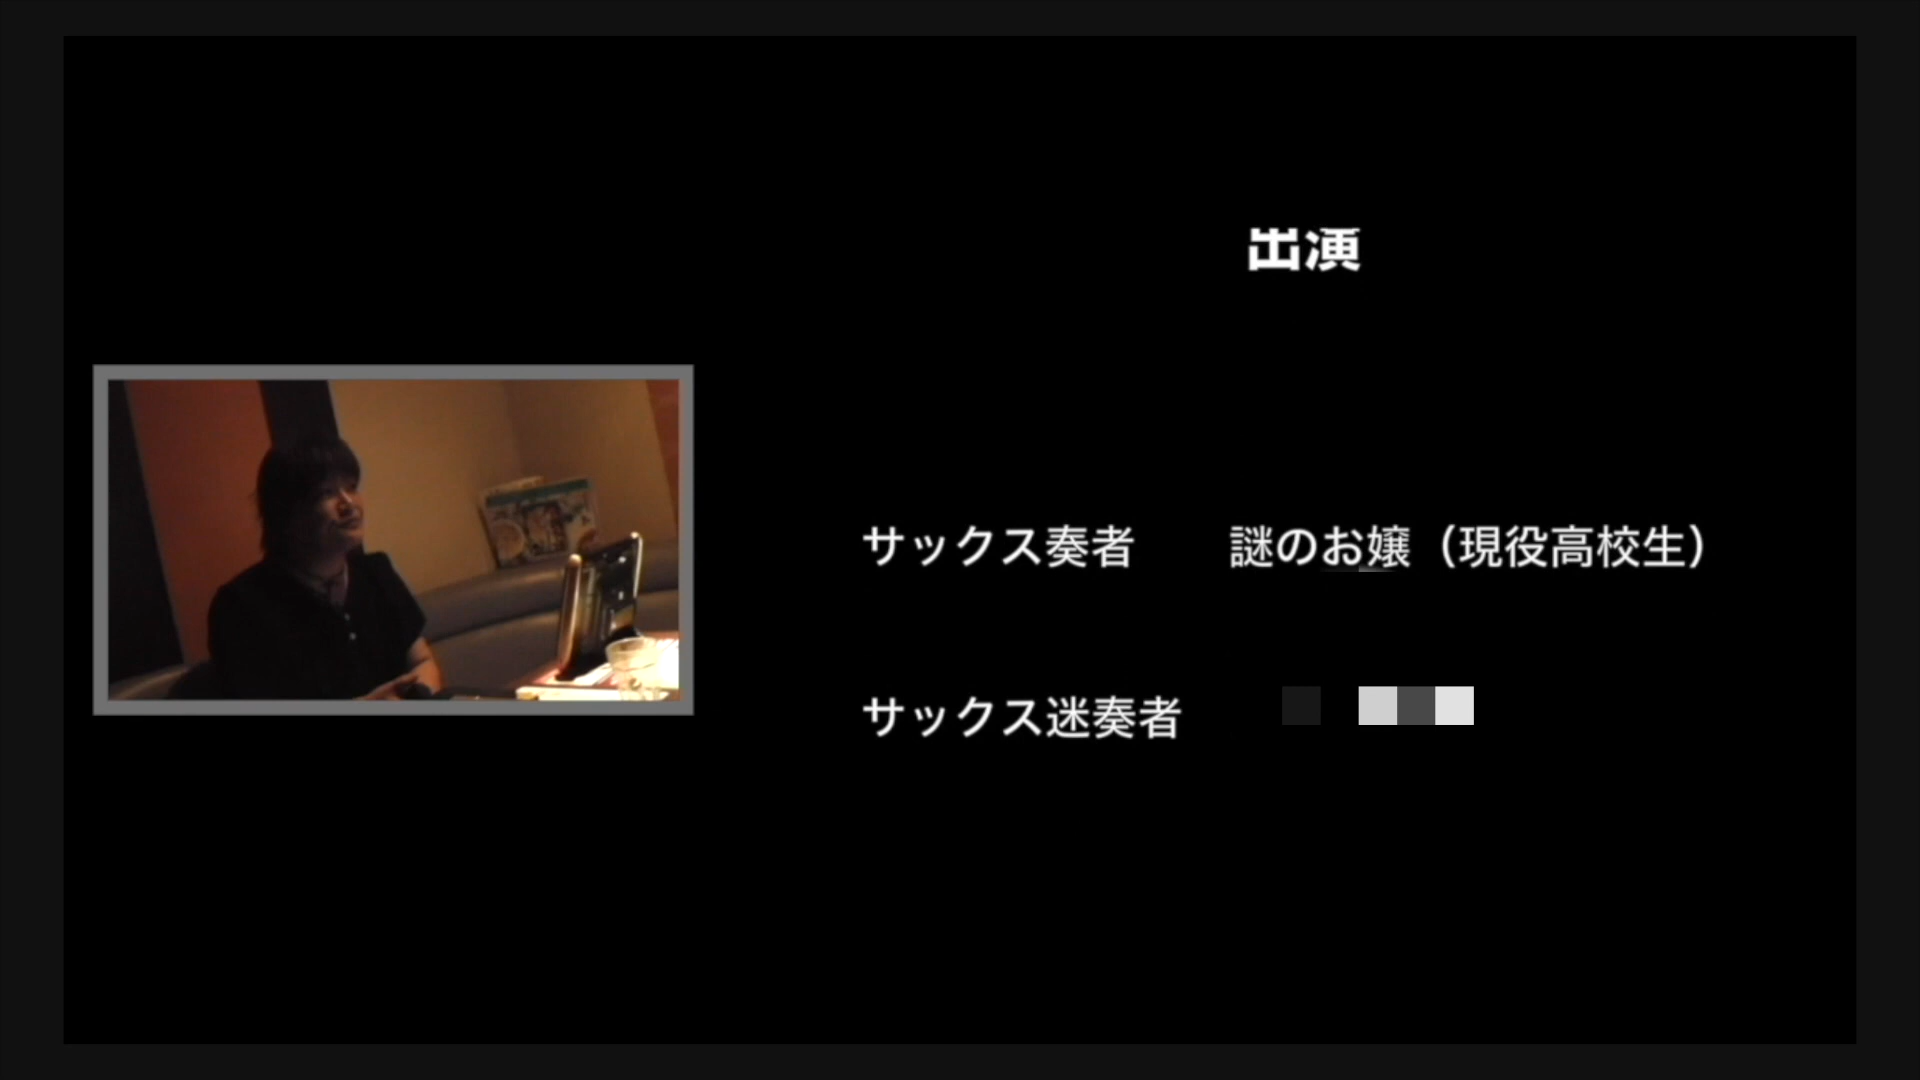 出演
サックス奏者 謎のお嬢（現役高校生）
サックス迷奏者